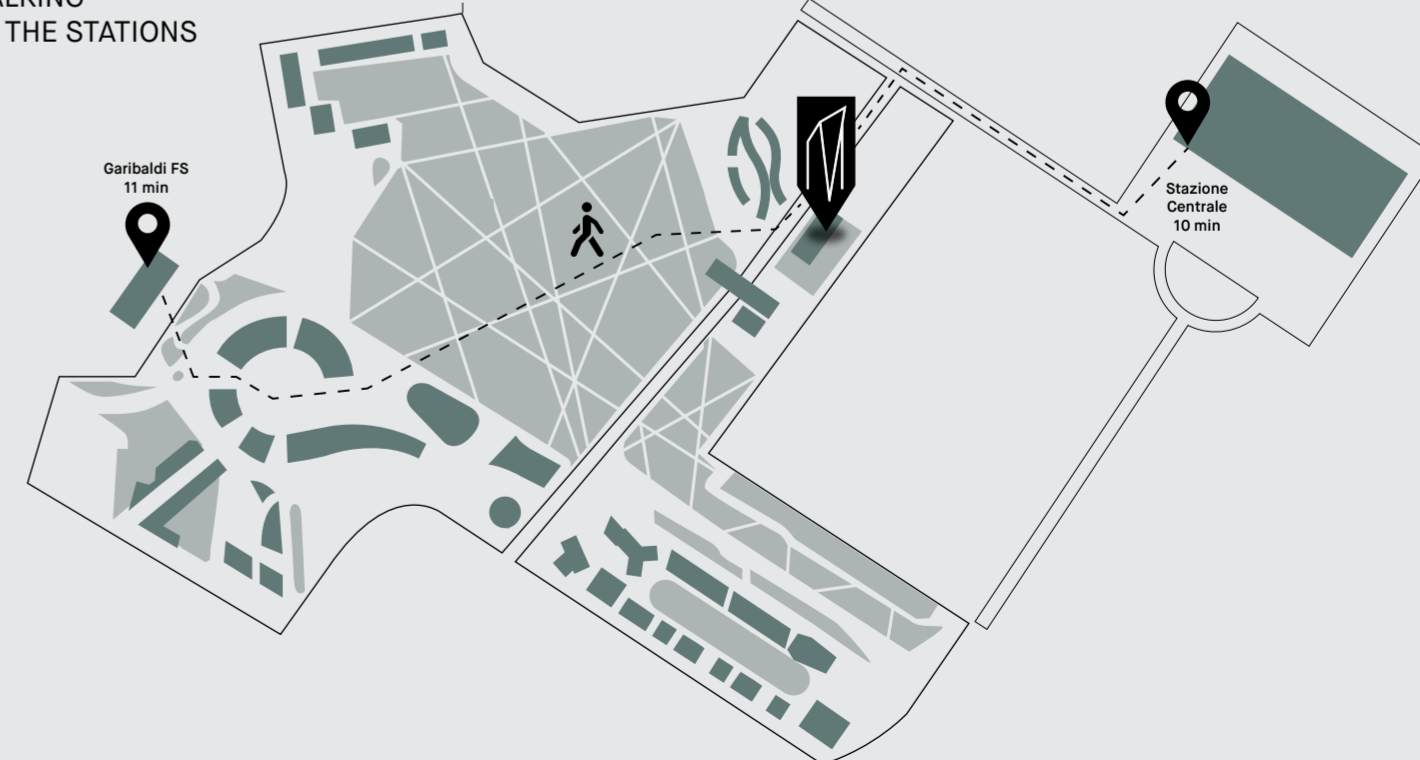 THE STATIONS
Garibaldi FS
11 min
Stazione
Centrale
10 min